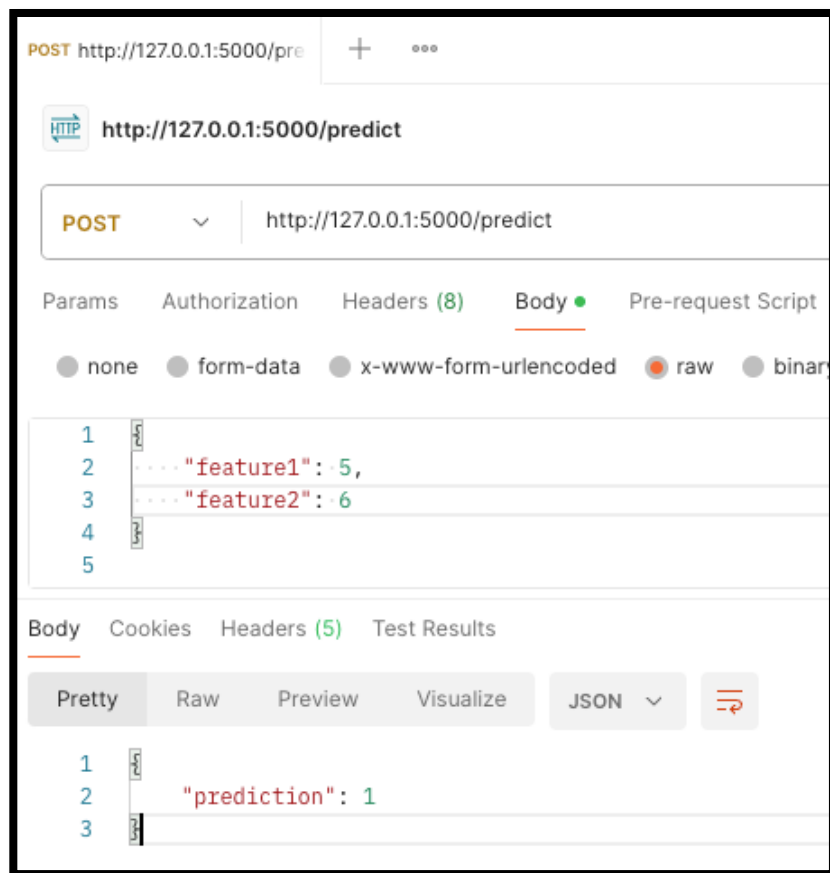 POST http://127.0.0.1:5000/pre
HTTP http://127.0.0.1:5000/predict
POST http://127.0.0.1:5000/predict
Params Authorization Headers (8) Body Pre-request Script
none form-data x-www-form-urlencoded raw binary
1 {
2 "feature1": 5,
3 "feature2": 6
4 }
5
Body Cookies Headers (5) Test Results
Pretty Raw Preview Visualize JSON
1 {
2 "prediction": 1
3 }